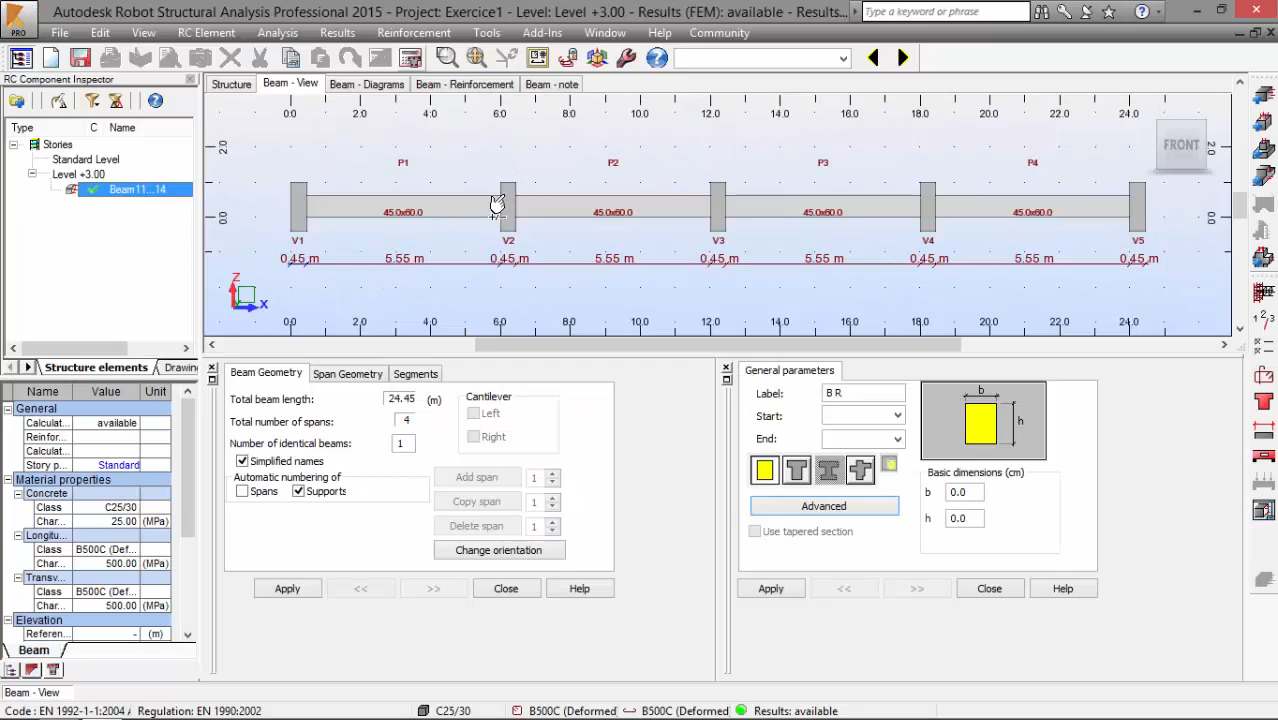 Autodesk Robot Structural Analysis Professional 2015 - Project: Exercice1 - Level: Level +3.00 - Results (FEM): available - Results...
Type a keyword or phrase
PRO
File Edit View RC Element Analysis Results Reinforcement Tools Add-Ins Window Help Community
RC Component Inspector
Structure Beam - View Beam - Diagrams Beam - Reinforcement Beam - note
Type C Name
Stories
Standard Level
Level +3.00
Beam11...14
Structure elements Drawin
0.0 2.0 4.0 6.0 8.0 10.0 12.0 14.0 16.0 18.0 20.0 22.0 24.0
2.0 2.0
P1 P2 P3 P4
FRONT
0.0 45.0x60.0 45.0x60.0 45.0x60.0 45.0x60.0 0.0
V1 V2 V3 V4 V5
0.45 m 5.55 m 0.45 m 5.55 m 0.45 m 5.55 m 0.45 m 5.55 m 0.45 m
Z
X
0.0 2.0 4.0 6.0 8.0 10.0 12.0 14.0 16.0 18.0 20.0 22.0 24.0
Name Value Unit
General
Calculat... available
Reinfor...
Calculat...
Story p... Standard
Material properties
Concrete
Class C25/30
Char... 25.00 (MPa)
Longitu...
Class B500C (Def...
Char... 500.00 (MPa)
Transv...
Class B500C (Def...
Char... 500.00 (MPa)
Elevation
Referen... - (m)
Beam
Beam Geometry Span Geometry Segments
Total beam length: 24.45 (m)
Total number of spans: 4
Number of identical beams: 1
Simplified names
Automatic numbering of
Spans Supports
Cantilever
Left
Right
Add span 1
Copy span 1
Delete span 1
Change orientation
Apply << >> Close Help
General parameters
Label: B R
Start:
End:
Advanced
Use tapered section
b
h
Basic dimensions (cm)
b 0.0
h 0.0
Apply << >> Close Help
Beam - View
Code : EN 1992-1-1:2004 A Regulation: EN 1990:2002 C25/30 B500C (Deformed B500C (Deformed Results: available